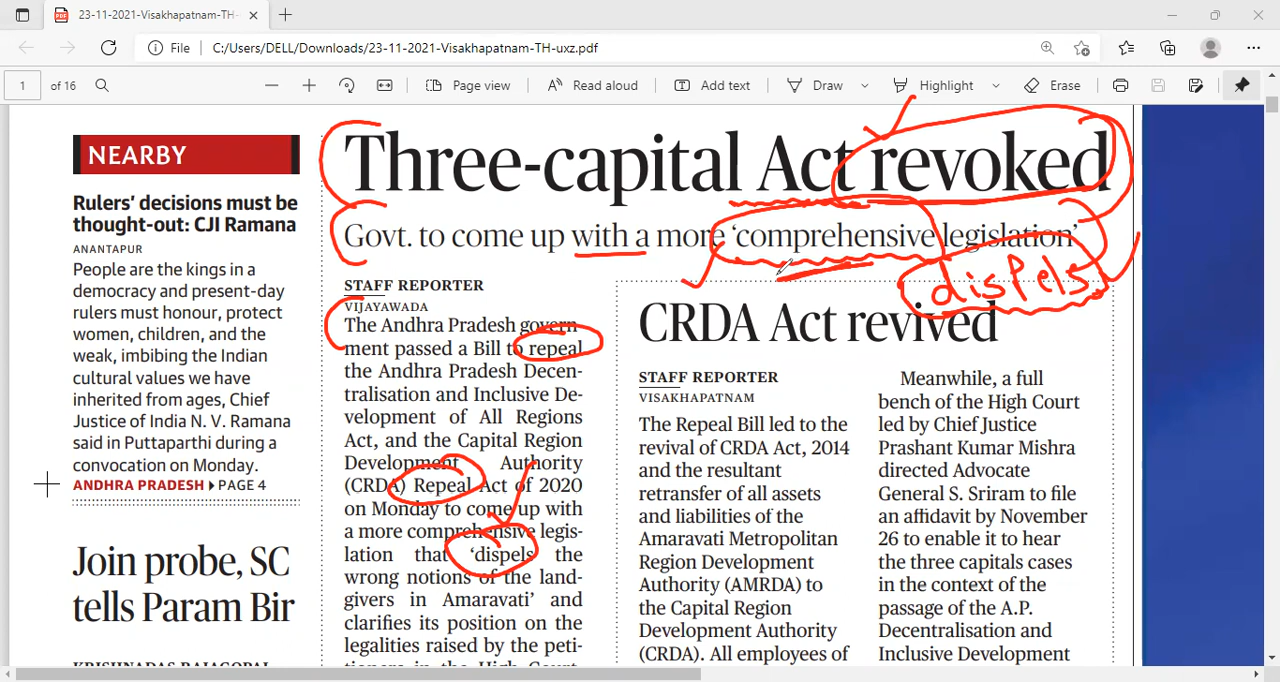 23-11-2021-Visakhapatnam-TH-
File
C:/Users/DELL/Downloads/23-11-2021-Visakhapatnam-TH-uxz.pdf
1 of 16
Page view
Read aloud
Add text
Draw
Highlight
Erase
NEARBY
Rulers’ decisions must be
thought-out: CJI Ramana
ANANTAPUR
People are the kings in a
democracy and present-day
rulers must honour, protect
women, children, and the
weak, imbibing the Indian
cultural values we have
inherited from ages, Chief
Justice of India N. V. Ramana
said in Puttaparthi during a
convocation on Monday.
ANDHRA PRADESH PAGE 4
Join probe, SC
tells Param Bir
KRISHNADAS RAJAGOPAL
Three-capital Act revoked
Govt. to come up with a more ‘comprehensive legislation’
dispels
STAFF REPORTER
VIJAYAWADA
The Andhra Pradesh govern-
ment passed a Bill to repeal
the Andhra Pradesh Decen-
tralisation and Inclusive De-
velopment of All Regions
Act, and the Capital Region
Development Authority
(CRDA) Repeal Act of 2020
on Monday to come up with
a more comprehensive legis-
lation that ‘dispels the
wrong notions of the land-
givers in Amaravati’ and
clarifies its position on the
legalities raised by the peti-
tioners in the High Court.
CRDA Act revived
STAFF REPORTER
VISAKHAPATNAM
The Repeal Bill led to the
revival of CRDA Act, 2014
and the resultant
retransfer of all assets
and liabilities of the
Amaravati Metropolitan
Region Development
Authority (AMRDA) to
the Capital Region
Development Authority
(CRDA). All employees of
Meanwhile, a full
bench of the High Court
led by Chief Justice
Prashant Kumar Mishra
directed Advocate
General S. Sriram to file
an affidavit by November
26 to enable it to hear
the three capitals cases
in the context of the
passage of the A.P.
Decentralisation and
Inclusive Development